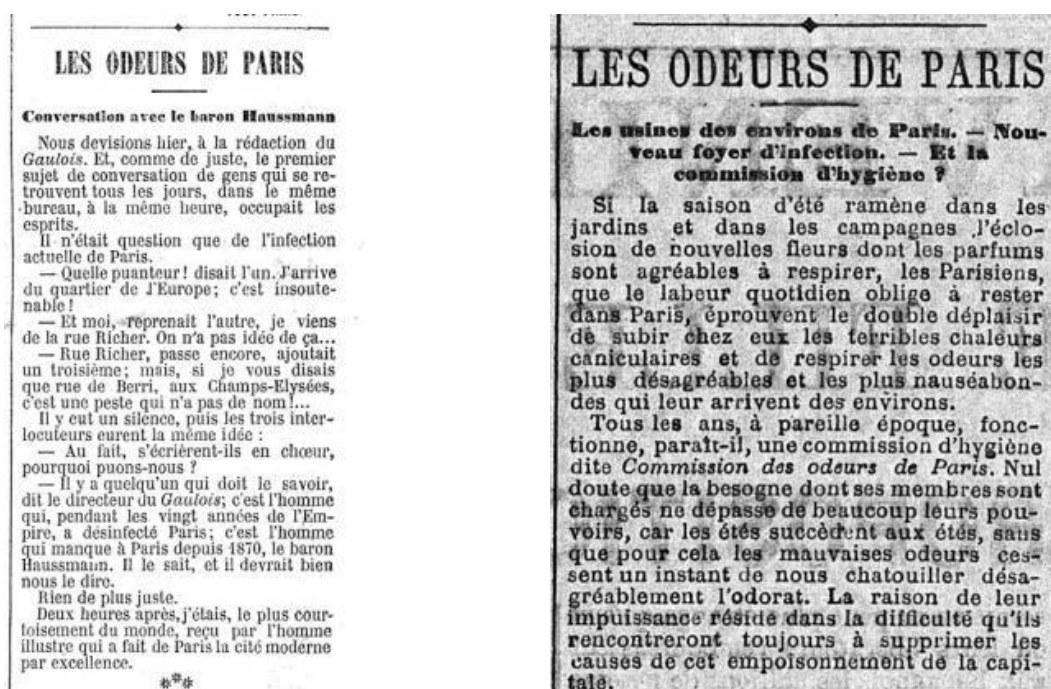 LES ODEURS DE PARIS
Conversation avec le baron Haussmann
Nous devisions hier, à la rédaction du
Gaulois. Et, comme de juste, le premier
sujet de conversation de gens qui se re-
trouvent tous les jours, dans le même
bureau, à la même heure, occupait les
esprits.
Il n'était question que de l'infection
actuelle de Paris.
— Quelle puanteur! disait l'un. J'arrive
du quartier de l'Europe; c'est insoute-
nable!
— Et moi, reprenait l'autre, je viens
de la rue Richer. On n'a pas idée de ça...
— Rue Richer, passe encore, ajoutait
un troisième; mais, si je vous disais
que rue de Berri, aux Champs-Elysées,
c'est une peste qui n'a pas de nom!...
Il y eut un silence, puis les trois inter-
locuteurs eurent la même idée :
— Au fait, s'écrièrent-ils en chœur,
pourquoi puons-nous ?
— Il y a quelqu'un qui doit le savoir,
dit le directeur du Gaulois; c'est l'homme
qui, pendant les vingt années de l'Em-
pire, a désinfecté Paris; c'est l'homme
qui manque à Paris depuis 1870, le baron
Haussmann. Il le sait, et il devrait bien
nous le dire.
Rien de plus juste.
Deux heures après, j'étais, le plus cour-
toisement du monde, reçu par l'homme
illustre qui a fait de Paris la cité moderne
par excellence.
LES ODEURS DE PARIS
Les usines des environs de Paris. — Nou-
veau foyer d'infection. — Et la
commission d'hygiène ?
Si la saison d'été ramène dans les
jardins et dans les campagnes l'éclo-
sion de nouvelles fleurs dont les parfums
sont agréables à respirer, les Parisiens,
que le labeur quotidien oblige à rester
dans Paris, éprouvent le double déplaisir
de subir chez eux les terribles chaleurs
caniculaires et de respirer les odeurs les
plus désagréables et les plus nauséabon-
des qui leur arrivent des environs.
Tous les ans, à pareille époque, fonc-
tionne, paraît-il, une commission d'hygiène
dite Commission des odeurs de Paris. Nul
doute que la besogne dont ses membres sont
chargés ne dépasse de beaucoup leurs pou-
voirs, car les étés succèdent aux étés, sans
que pour cela les mauvaises odeurs ces-
sent un instant de nous chatouiller désa-
gréablement l'odorat. La raison de leur
impuissance réside dans la difficulté qu'ils
rencontreront toujours à supprimer les
causes de cet empoisonnement de la capi-
tale.